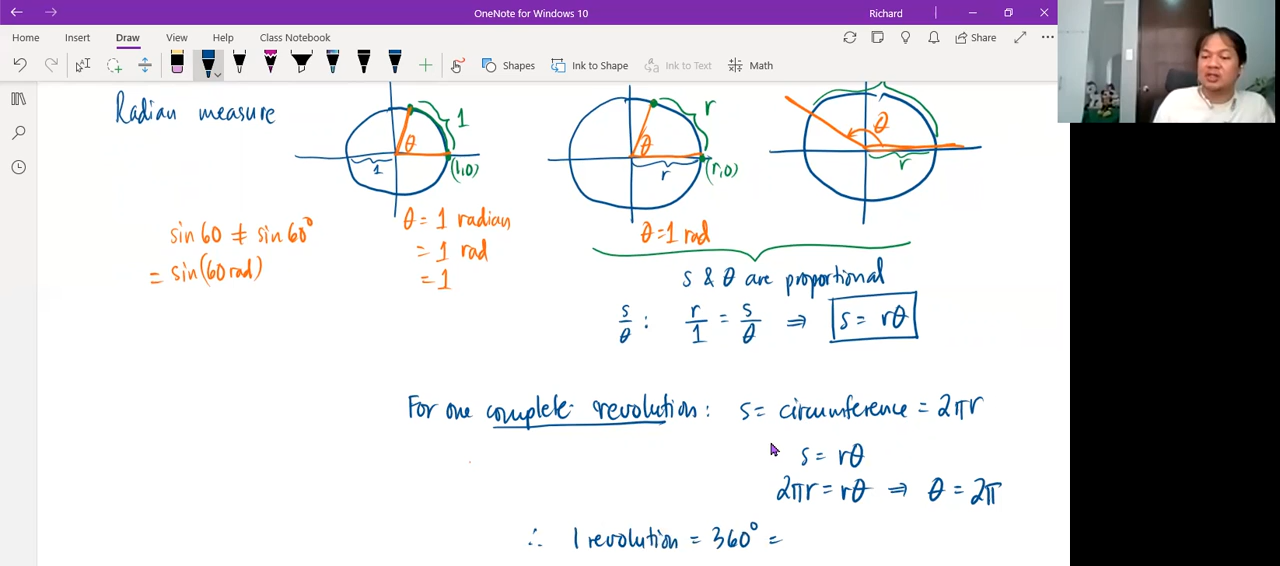 OneNote for Windows 10
Richard
Home Insert Draw View Help Class Notebook
Share
Shapes
Ink to Shape
Ink to Text
Math
Radian measure
1
θ
1
(1,0)
r
θ
r
(r,0)
θ
r
sin 60 ≠ sin 60°
= sin(60 rad)
θ = 1 radian
= 1 rad
= 1
θ = 1 rad
s & θ are proportional
s/θ : r/1 = s/θ ⇒ s = rθ
For one complete revolution: s = circumference = 2πr
s = rθ
2πr = rθ ⇒ θ = 2π
∴ 1 revolution = 360° =